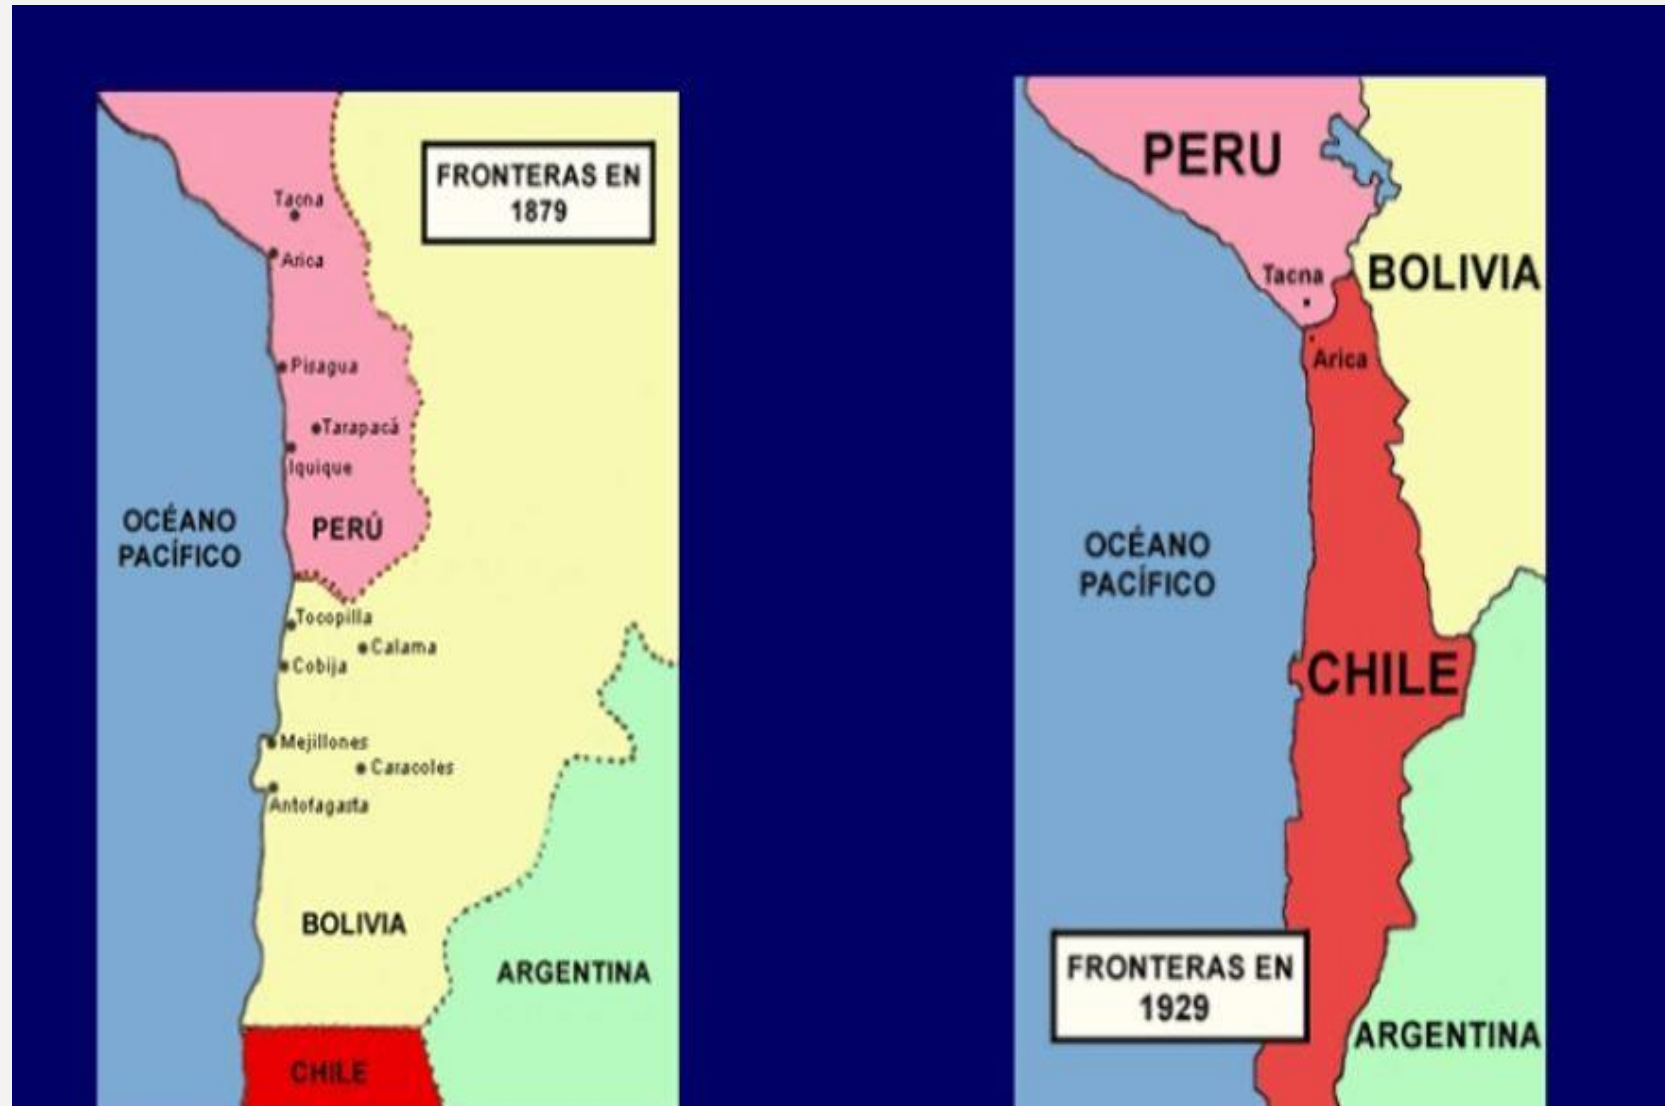 FRONTERAS EN
1879
Tacna
Arica
Pisagua
Tarapacá
Iquique
OCÉANO
PACÍFICO
PERÚ
Tocopilla
Calama
Cobija
Mejillones
Caracoles
Antofagasta
BOLIVIA
ARGENTINA
CHILE
PERU
BOLIVIA
Tacna
Arica
OCÉANO
PACÍFICO
CHILE
FRONTERAS EN
1929
ARGENTINA